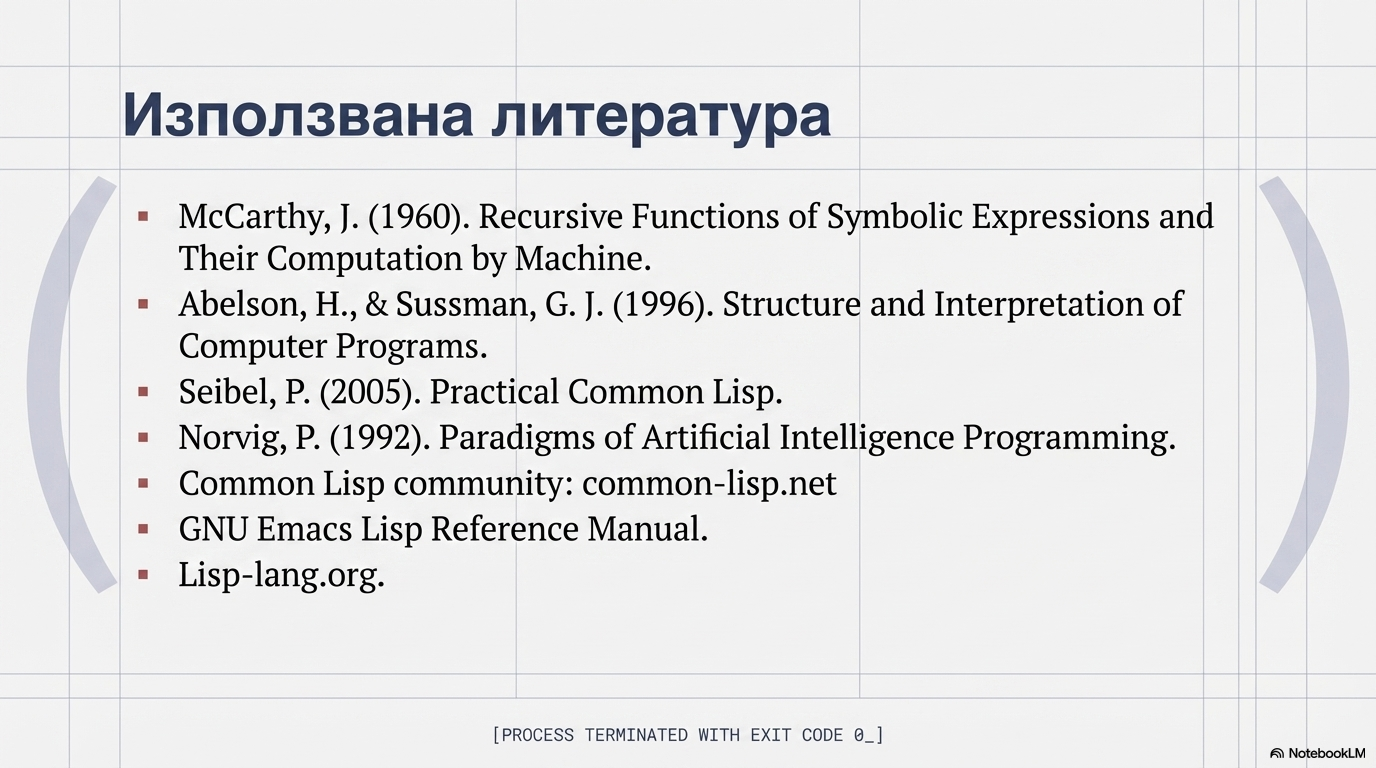 Използвана литература
▪ McCarthy, J. (1960). Recursive Functions of Symbolic Expressions and
Their Computation by Machine.
▪ Abelson, H., & Sussman, G. J. (1996). Structure and Interpretation of
Computer Programs.
▪ Seibel, P. (2005). Practical Common Lisp.
▪ Norvig, P. (1992). Paradigms of Artificial Intelligence Programming.
▪ Common Lisp community: common-lisp.net
▪ GNU Emacs Lisp Reference Manual.
▪ Lisp-lang.org.
[PROCESS TERMINATED WITH EXIT CODE 0_]
NotebookLM